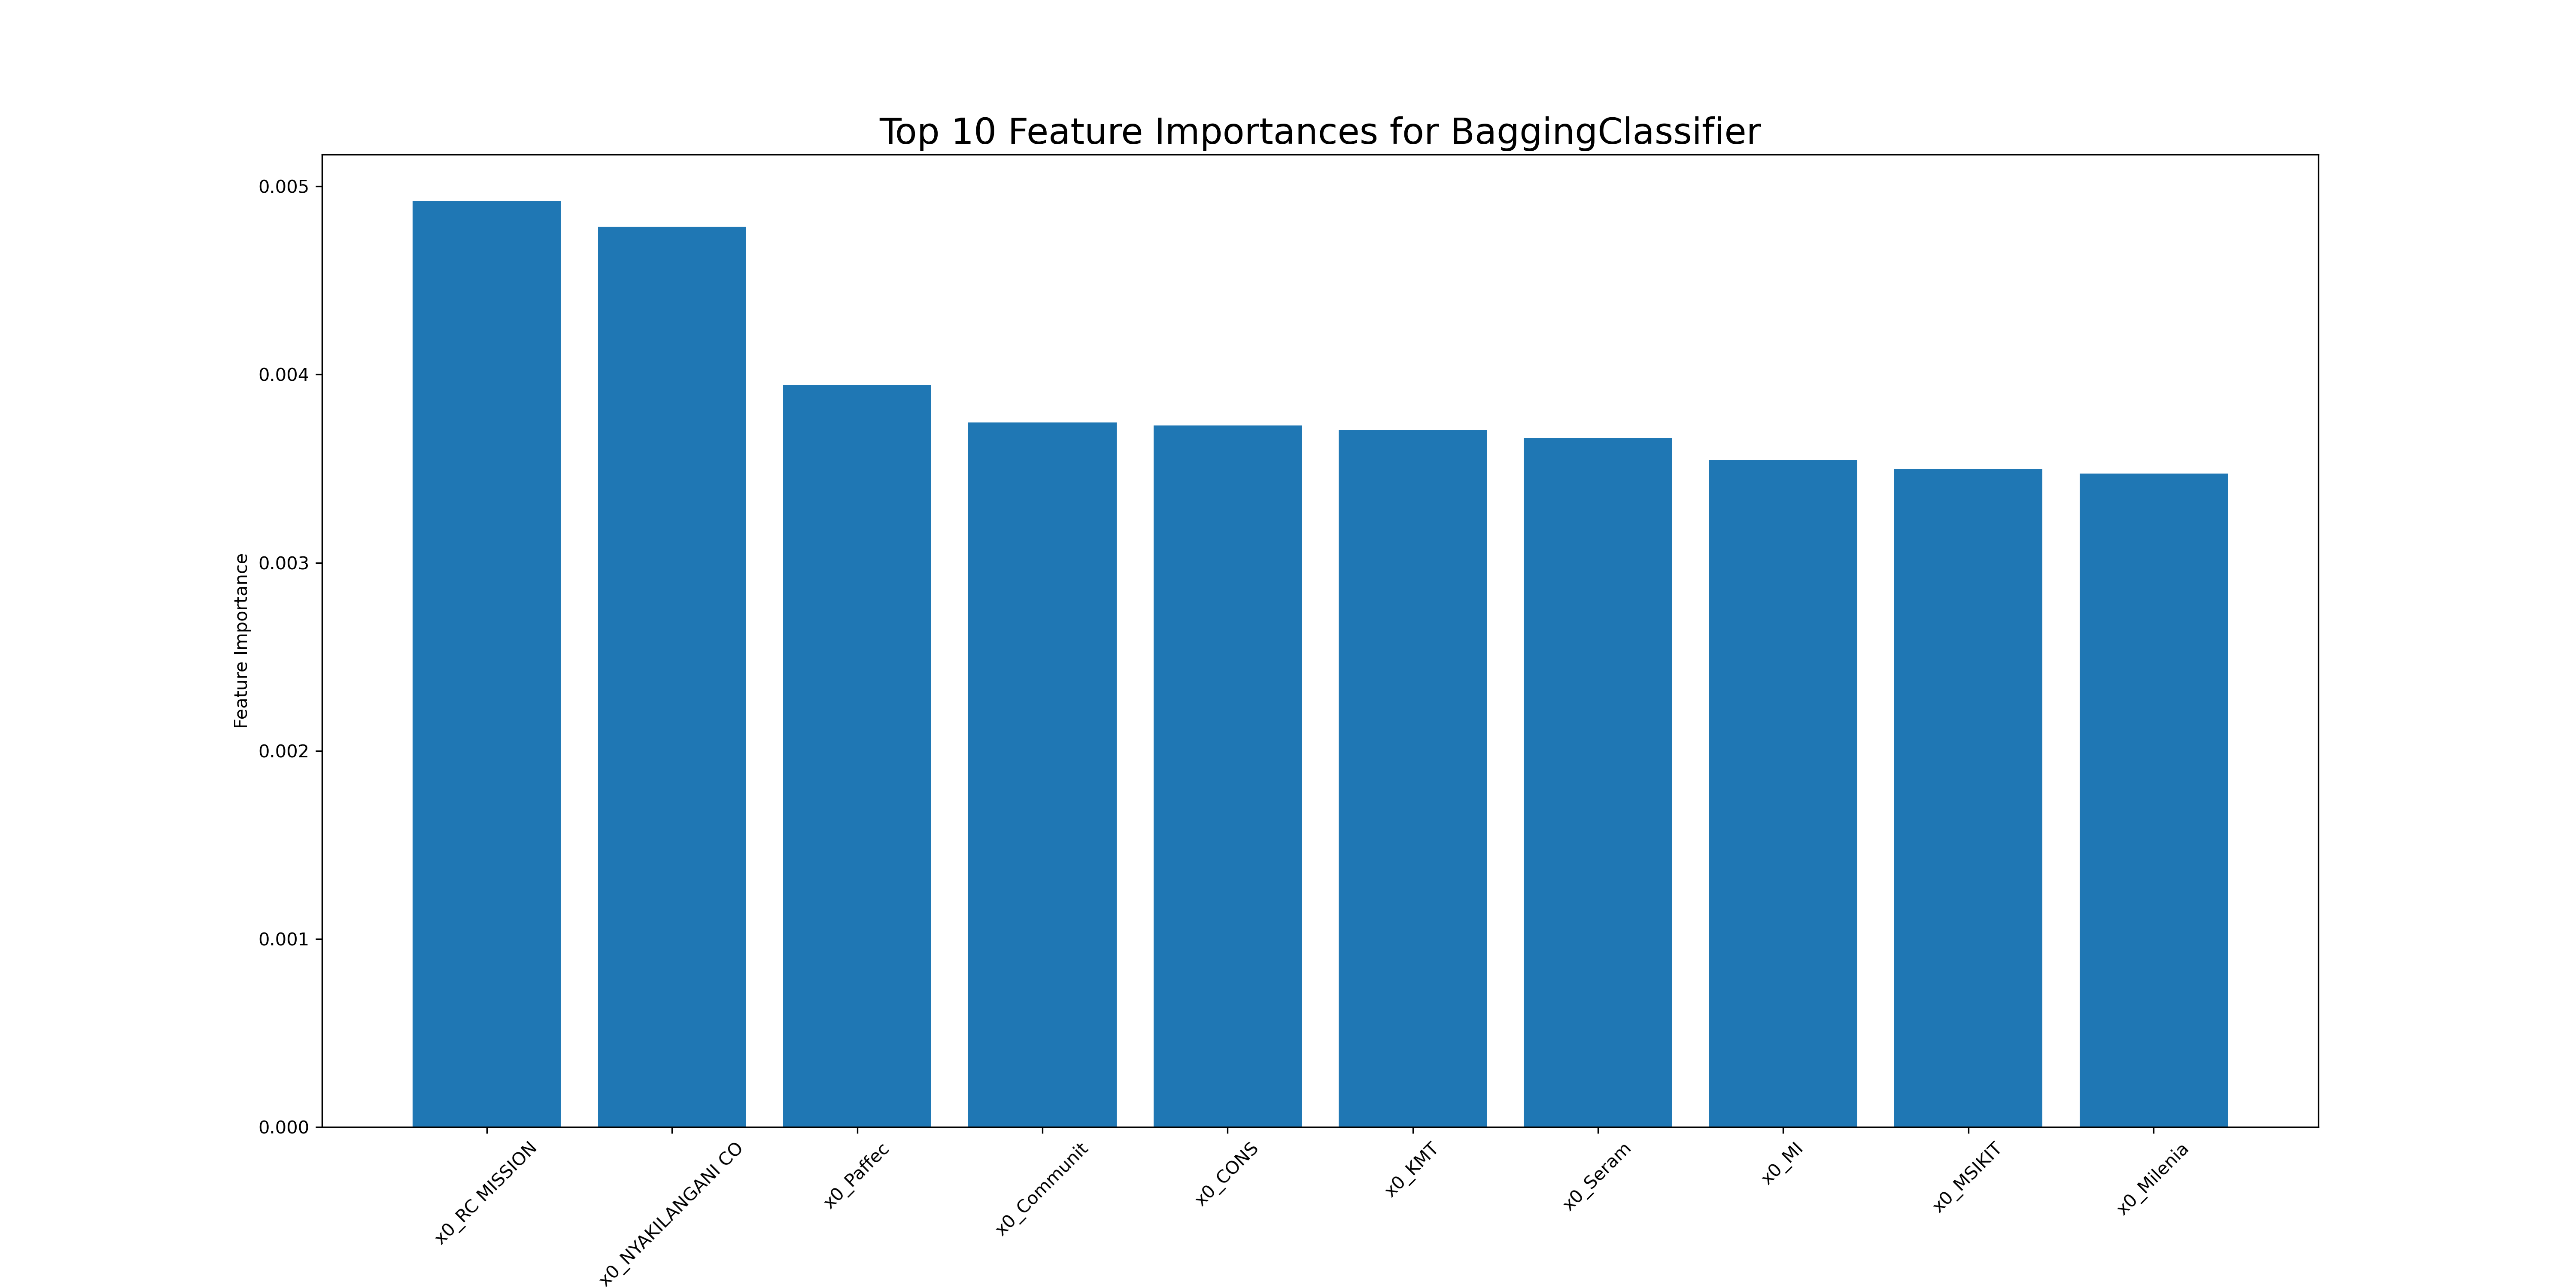 Top 10 Feature Importances for BaggingClassifier
Feature Importance
0.005
0.004
0.003
0.002
0.001
0.000
x0_RC MISSION
x0_NYAKILANGANI CO
x0_Paffec
x0_Communit
x0_CONS
x0_KMT
x0_Seram
x0_MI
x0_MSIKIT
x0_Milenia